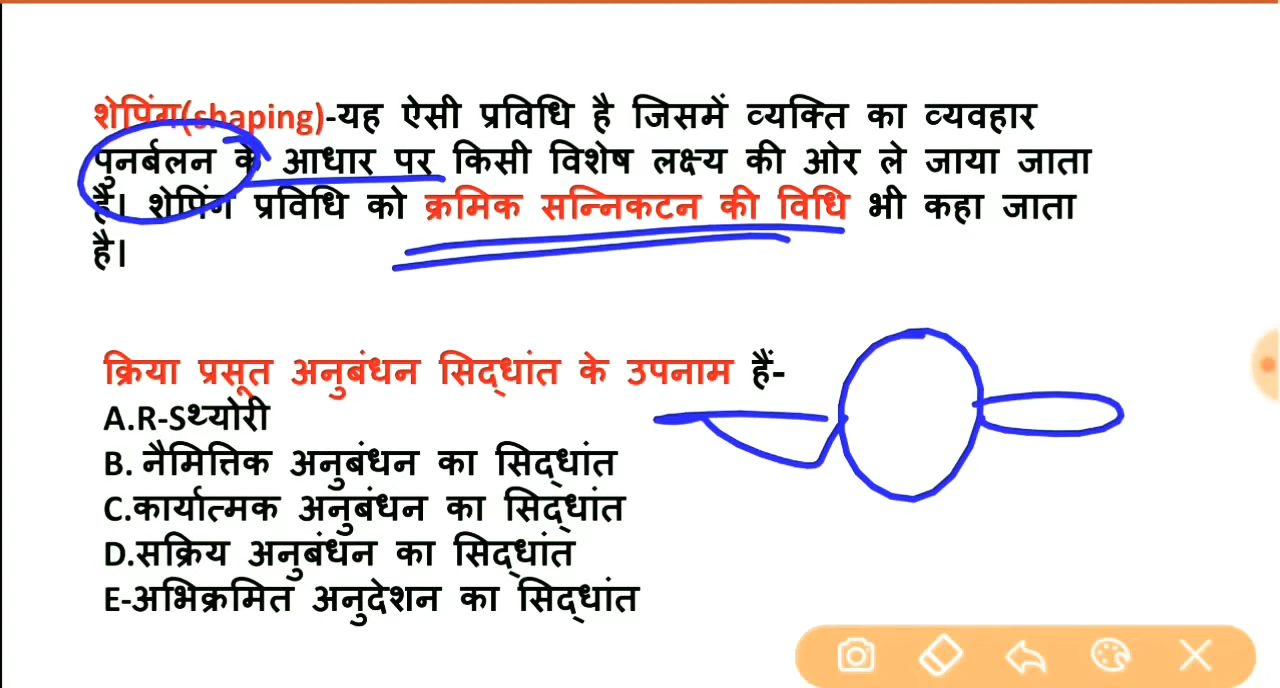 शेपिंग(shaping)-यह ऐसी प्रविधि है जिसमें व्यक्ति का व्यवहार
पुनर्बलन के आधार पर किसी विशेष लक्ष्य की ओर ले जाया जाता
है। शेपिंग प्रविधि को क्रमिक सन्निकटन की विधि भी कहा जाता
है।
क्रिया प्रसूत अनुबंधन सिद्धांत के उपनाम हैं-
A.R-Sथ्योरी
B. नैमित्तिक अनुबंधन का सिद्धांत
C.कार्यात्मक अनुबंधन का सिद्धांत
D.सक्रिय अनुबंधन का सिद्धांत
E-अभिक्रमित अनुदेशन का सिद्धांत